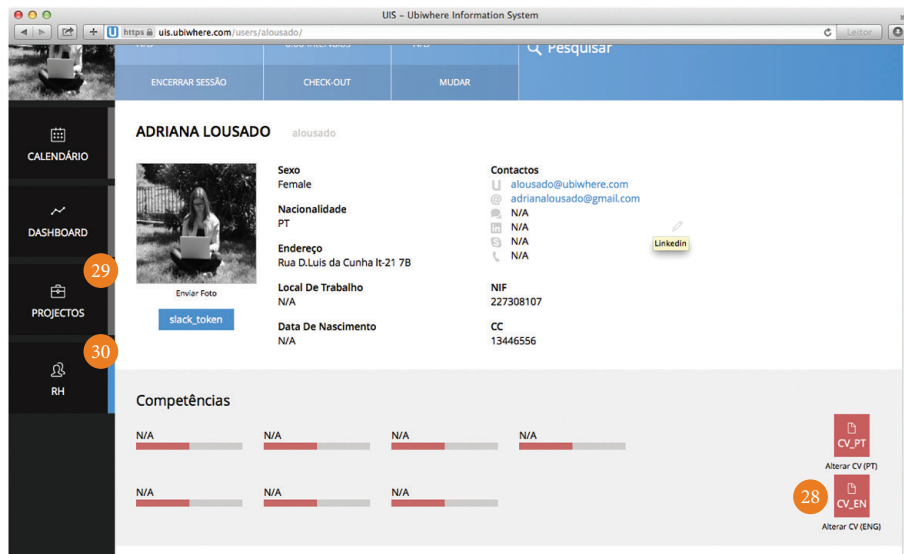 UIS – Ubiwhere Information System
https uis.ubiwhere.com/users/alousado/
Leitor
Pesquisar
ENCERRAR SESSÃO
CHECK-OUT
MUDAR
CALENDÁRIO
DASHBOARD
29
PROJECTOS
30
RH
ADRIANA LOUSADO alousado
Enviar Foto
slack_token
Sexo
Female
Nacionalidade
PT
Endereço
Rua D.Luis da Cunha lt-21 7B
Local De Trabalho
N/A
Data De Nascimento
N/A
Contactos
alousado@ubiwhere.com
adrianalousado@gmail.com
N/A
N/A
N/A
N/A
Linkedin
NIF
227308107
CC
13446556
Competências
N/A N/A N/A N/A
N/A N/A N/A
CV_PT
Alterar CV (PT)
28
CV_EN
Alterar CV (ENG)